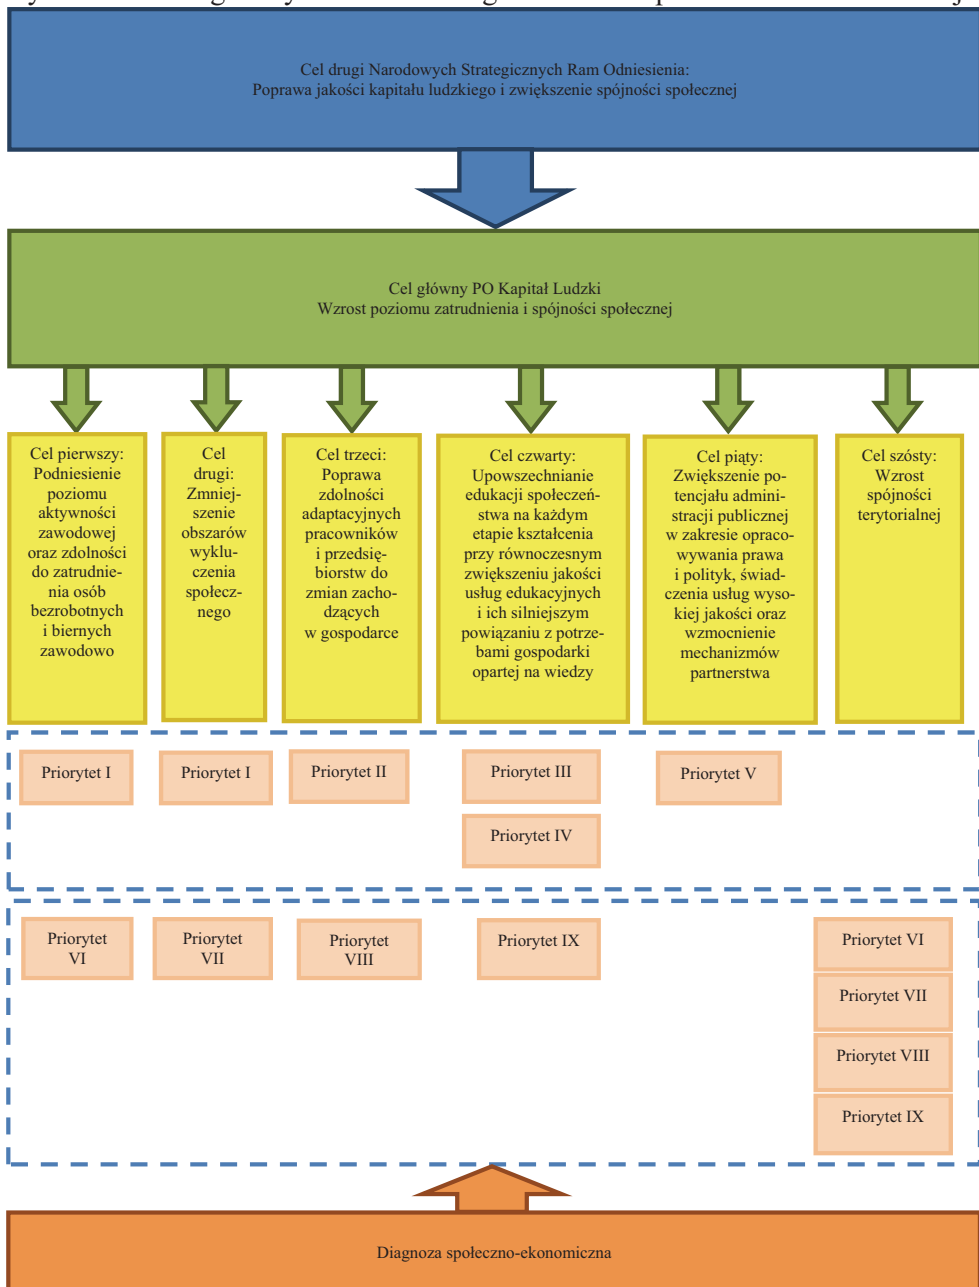 Cel drugi Narodowych Strategicznych Ram Odniesienia:
Poprawa jakości kapitału ludzkiego i zwiększenie spójności społecznej
Cel główny PO Kapitał Ludzki
Wzrost poziomu zatrudnienia i spójności społecznej
Cel pierwszy:
Podniesienie
poziomu
aktywności
zawodowej
oraz zdolności
do zatrudnie-
nia osób
bezrobotnych
i biernych
zawodowo
Cel
drugi:
Zmniej-
szenie
obszarów
wyklu-
czenia
społecz-
nego
Cel trzeci:
Poprawa
zdolności
adaptacyjnych
pracowników
i przedsię-
biorstw do
zmian zacho-
dzących
w gospodarce
Cel czwarty:
Upowszechnianie
edukacji społeczeń-
stwa na każdym
etapie kształcenia
przy równoczesnym
zwiększeniu jakości
usług edukacyjnych
i ich silniejszym
powiązaniu z potrze-
bami gospodarki
opartej na wiedzy
Cel piąty:
Zwiększenie po-
tencjału admini-
stracji publicznej
w zakresie opraco-
wywania prawa
i polityk, świad-
czenia usług wyso-
kiej jakości oraz
wzmocnienie
mechanizmów
partnerstwa
Cel szósty:
Wzrost
spójności
terytorialnej
Priorytet I
Priorytet I
Priorytet II
Priorytet III
Priorytet V
Priorytet IV
Priorytet
VI
Priorytet
VII
Priorytet
VIII
Priorytet IX
Priorytet VI
Priorytet VII
Priorytet VIII
Priorytet IX
Diagnoza społeczno-ekonomiczna